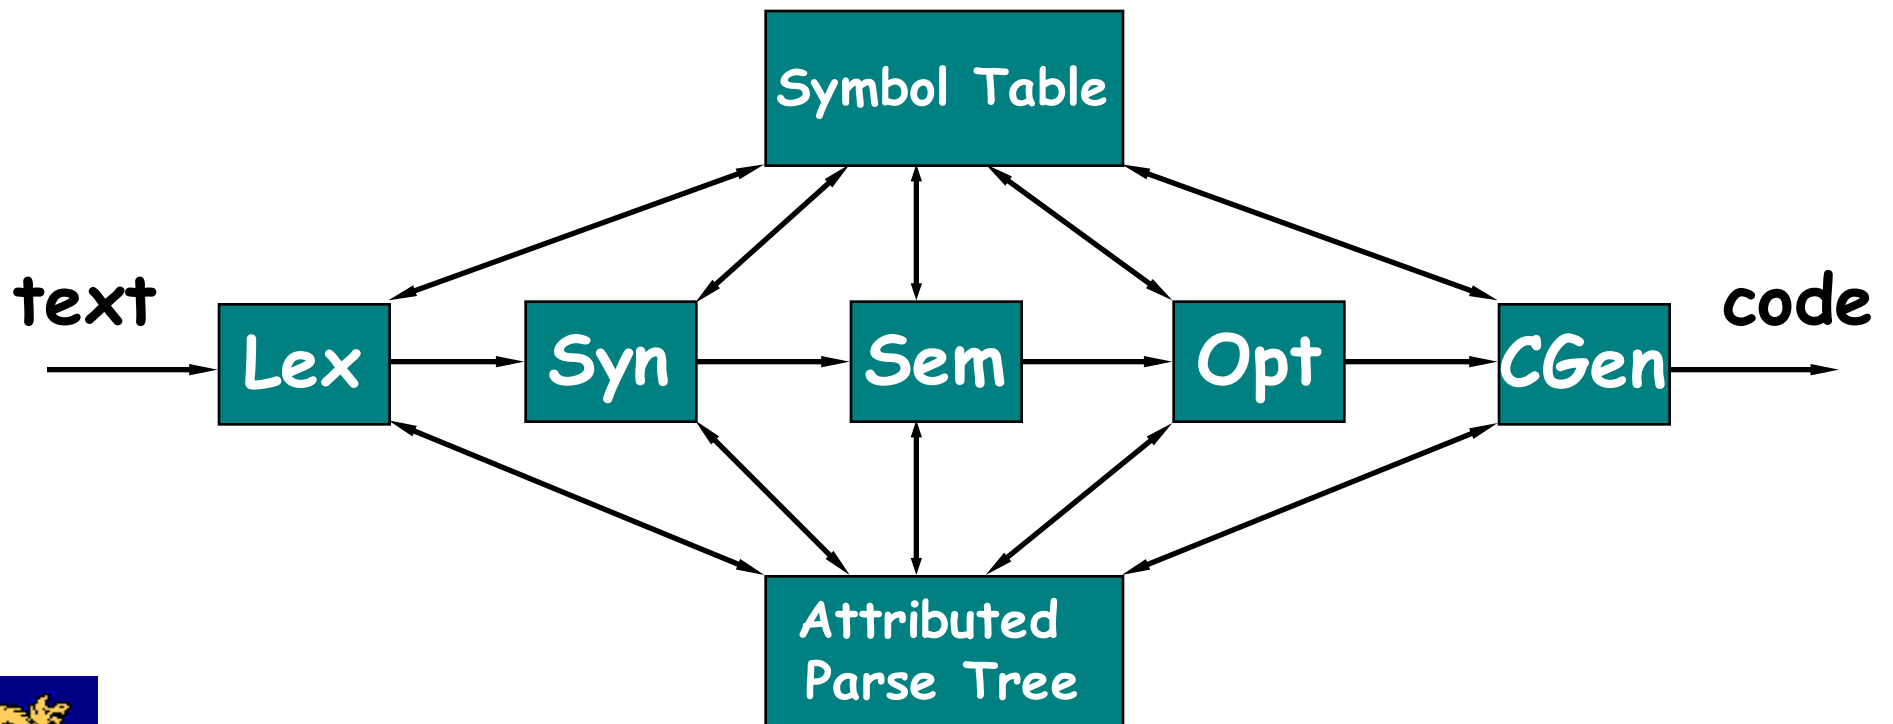 Symbol Table
text
code
Lex
Syn
Sem
Opt
CGen
Attributed
Parse Tree